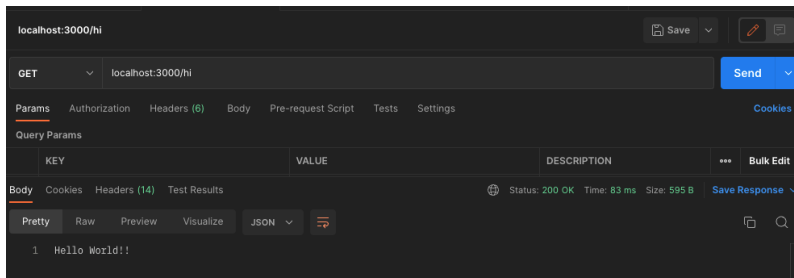 localhost:3000/hi Save
GET localhost:3000/hi Send
Params Authorization Headers (6) Body Pre-request Script Tests Settings Cookies
Query Params
KEY VALUE DESCRIPTION ••• Bulk Edit
Body Cookies Headers (14) Test Results Status: 200 OK Time: 83 ms Size: 595 B Save Response
Pretty Raw Preview Visualize JSON
1 Hello World!!